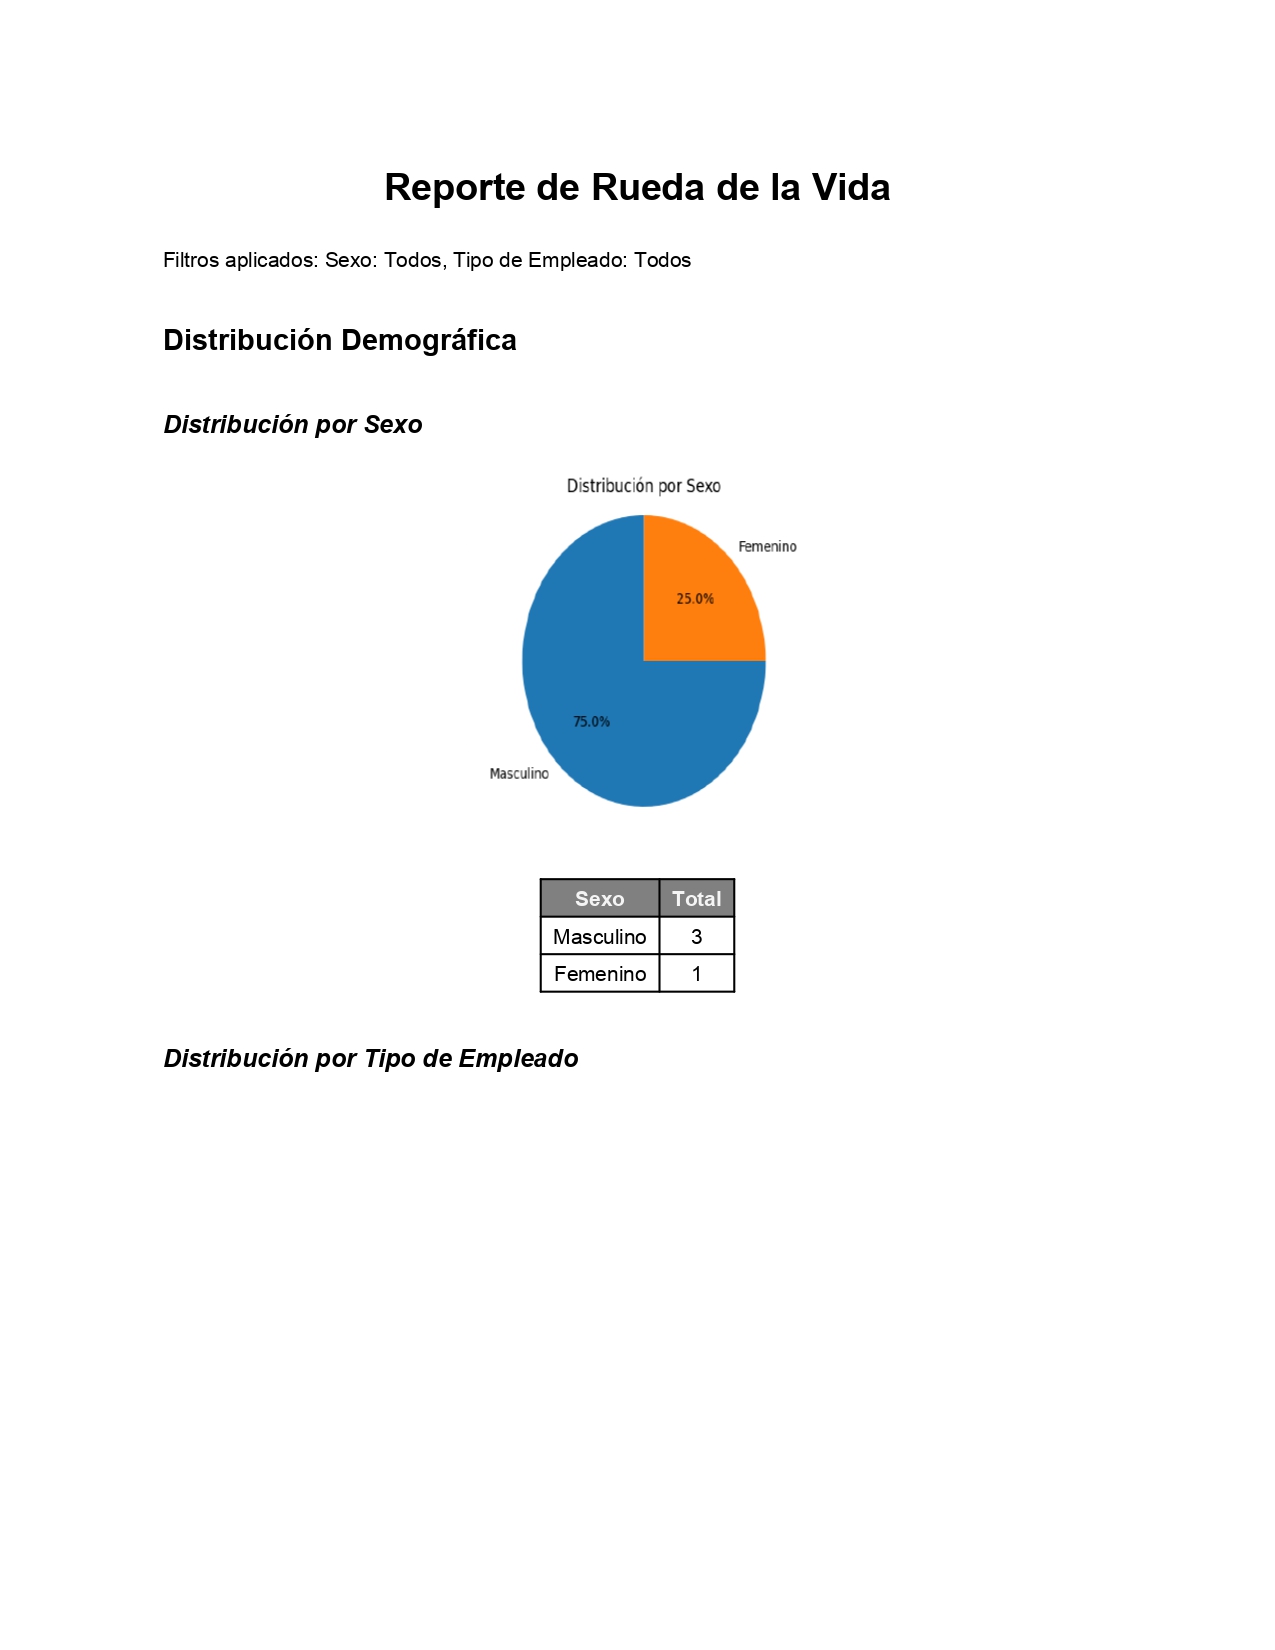 Reporte de Rueda de la Vida
Filtros aplicados: Sexo: Todos, Tipo de Empleado: Todos
Distribución Demográfica
Distribución por Sexo
Distribución por Sexo
Femenino
25.0%
75.0%
Masculino
Sexo Total
Masculino 3
Femenino 1
Distribución por Tipo de Empleado